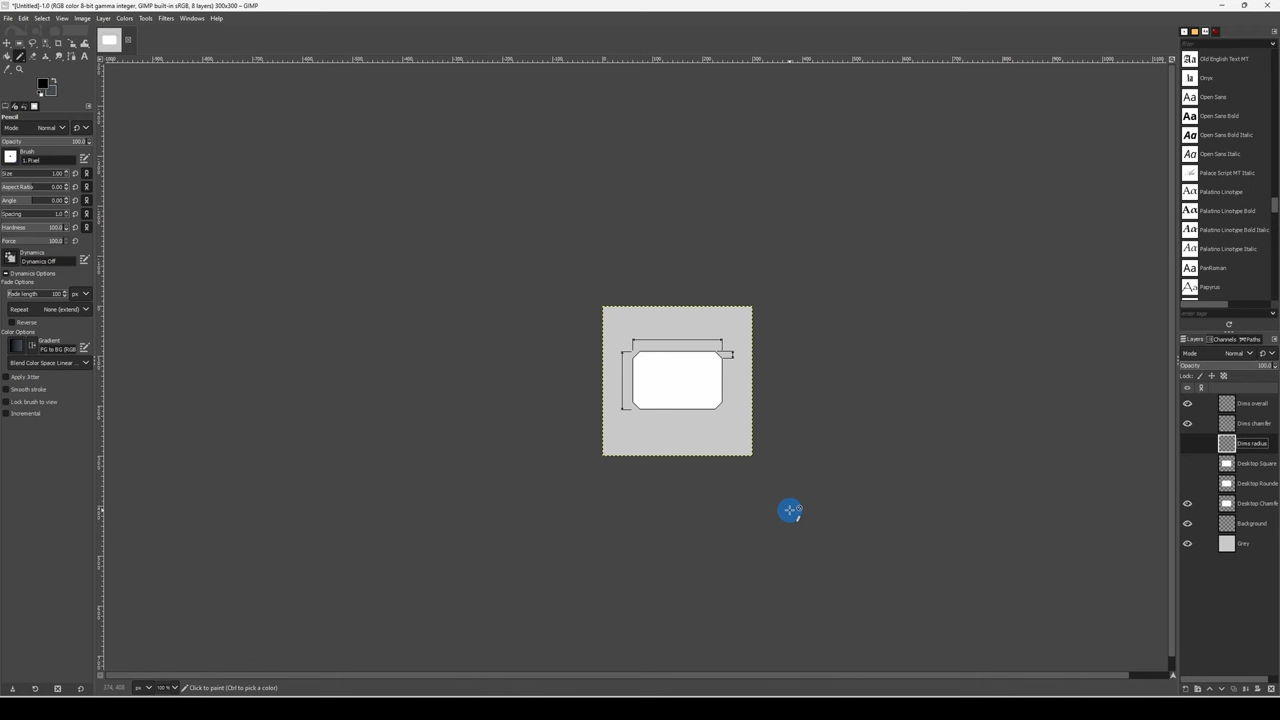 *[Untitled]-1.0 (RGB color 8-bit gamma integer, GIMP built-in sRGB, 8 layers) 300x300 – GIMP
File Edit Select View Image Layer Colors Tools Filters Windows Help
Pencil
Mode Normal
Opacity 100.0
Brush
1. Pixel
Size 1.00
Aspect Ratio 0.00
Angle 0.00
Spacing 1.0
Hardness 100.0
Force 100.0
Dynamics
Dynamics Off
Dynamics Options
Fade Options
Fade length 100 px
Repeat None (extend)
Reverse
Color Options
Gradient
FG to BG (RGB
Blend Color Space Linear ...
Apply Jitter
Smooth stroke
Lock brush to view
Incremental
filter
Old English Text MT
Onyx
Open Sans
Open Sans Bold
Open Sans Bold Italic
Open Sans Italic
Palace Script MT Italic
Palatino Linotype
Palatino Linotype Bold
Palatino Linotype Bold Italic
Palatino Linotype Italic
PanRoman
Papyrus
enter tag
Layers Channels Paths
Mode Normal
Opacity 100.0
Lock:
Dims overall
Dims chamfer
Dims radius
Desktop Square
Desktop Rounde
Desktop Chamfe
Background
Grey
374, 408 px 100 % Click to paint (Ctrl to pick a color)